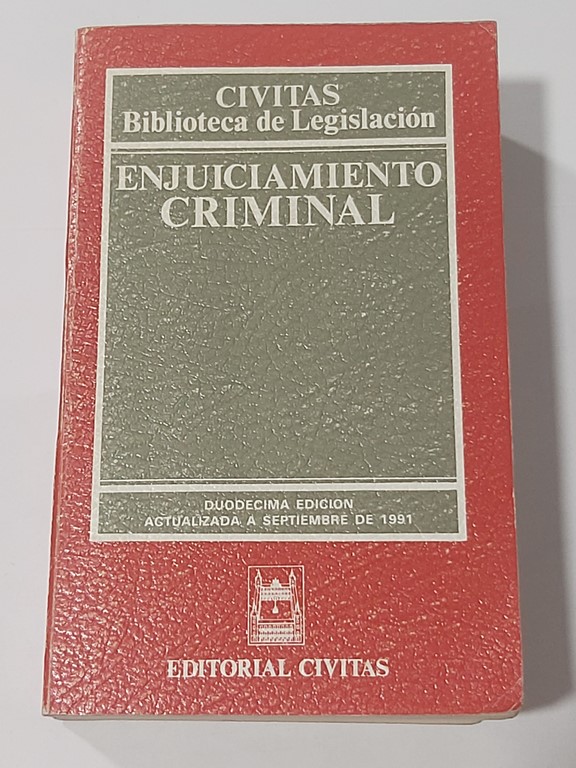 CIVITAS
Biblioteca de Legislación
ENJUICIAMIENTO
CRIMINAL
DUODECIMA EDICION
ACTUALIZADA A SEPTIEMBRE DE 1991
EDITORIAL CIVITAS